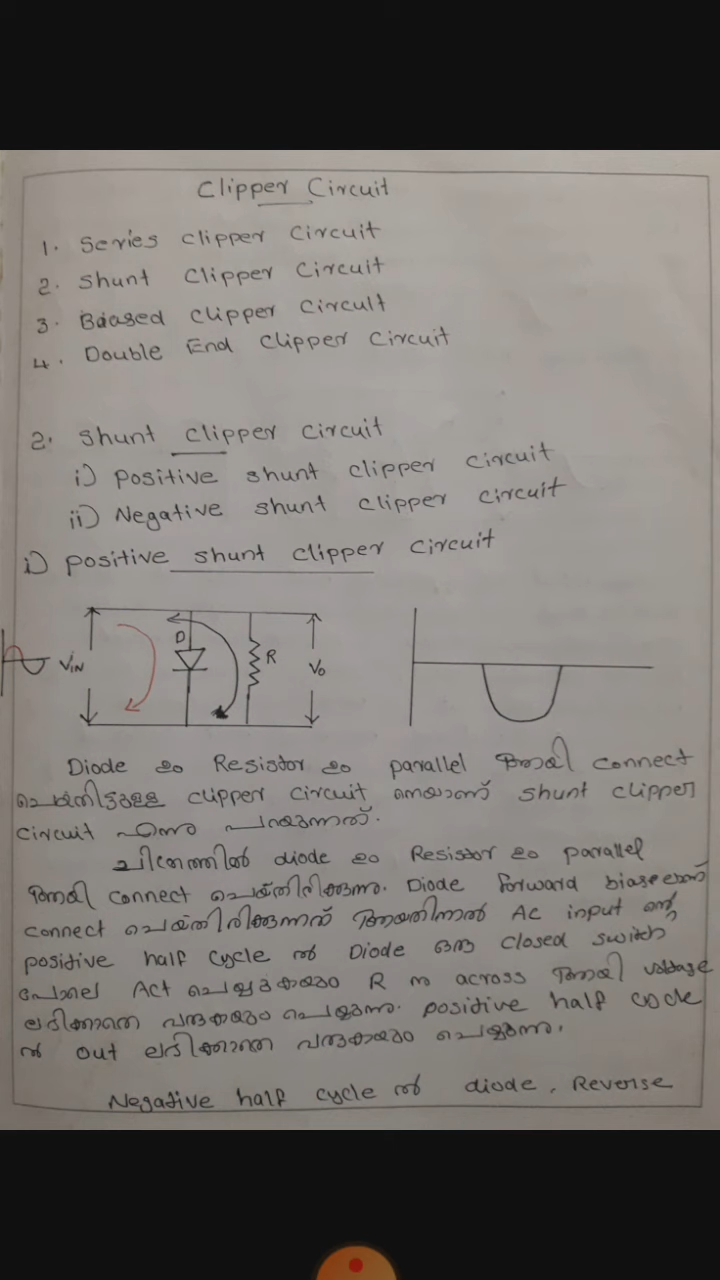 Clipper Circuit
1. Series clipper circuit
2. Shunt Clipper Circuit
3. Biased clipper circuit
4. Double End clipper circuit
2. Shunt clipper circuit
i) positive shunt clipper circuit
ii) Negative shunt clipper circuit
i) positive shunt clipper circuit
VIN D R Vo
Diode ഉം Resistor ഉം parallel ആയി connect
ചെയ്തിട്ടുള്ള clipper circuit നെയാണ് shunt clipper
circuit എന്നു പറയുന്നത്.
ചിത്രത്തിൽ diode ഉം Resistor ഉം parallel
ആയി connect ചെയ്തിരിക്കുന്നു. Diode forward biase
connect ചെയ്തിരിക്കുന്നത് ആയതിനാൽ AC input ന്റെ
positive half cycle ൽ Diode ഒരു closed switch
പോലെ Act ചെയ്യുകയും R നു across ആയി voltage
ലഭിക്കാതെ വരുകയും ചെയ്യുന്നു. positive half cycle
ൽ out ലഭിക്കാതെ വരുകയും ചെയ്യുന്നു.
Negative half cycle ൽ diode, Reverse